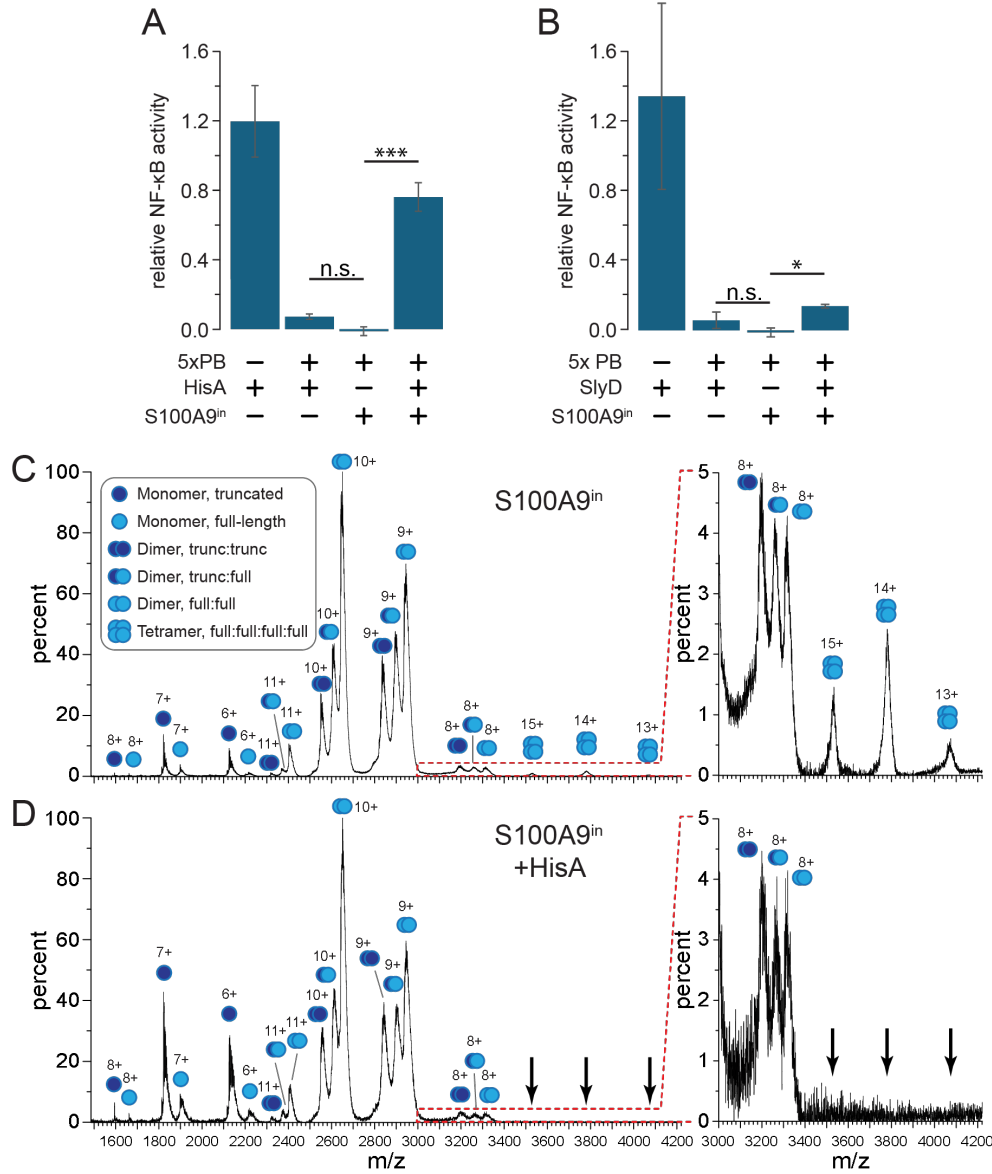 A
B
1.6
1.2
0.8
0.4
0.0
relative NF-κB activity
n.s.
***
5xPB − + + +
HisA + + − +
S100A9in − − + +
1.6
1.2
0.8
0.4
0.0
relative NF-κB activity
n.s.
*
5x PB − + + +
SlyD + + − +
S100A9in − − + +
C
100
80
60
40
20
0
percent
Monomer, truncated
Monomer, full-length
Dimer, trunc:trunc
Dimer, trunc:full
Dimer, full:full
Tetramer, full:full:full:full
S100A9in
8+ 8+ 7+ 7+ 6+ 6+ 11+ 11+ 11+ 10+ 10+ 10+ 9+ 9+ 9+ 8+ 8+ 8+ 15+ 14+ 13+
5
4
3
2
1
0
percent
8+ 8+ 8+ 15+ 14+ 13+
D
100
80
60
40
20
0
percent
S100A9in
+HisA
8+ 8+ 7+ 7+ 6+ 6+ 11+ 11+ 11+ 10+ 10+ 10+ 9+ 9+ 9+ 8+ 8+ 8+
1600 2000 2200 2400 2600 2800 3000 3200 3400 3600 3800 4000 4200
m/z
5
4
3
2
1
0
percent
8+ 8+ 8+
3000 3200 3400 3600 3800 4000 4200
m/z